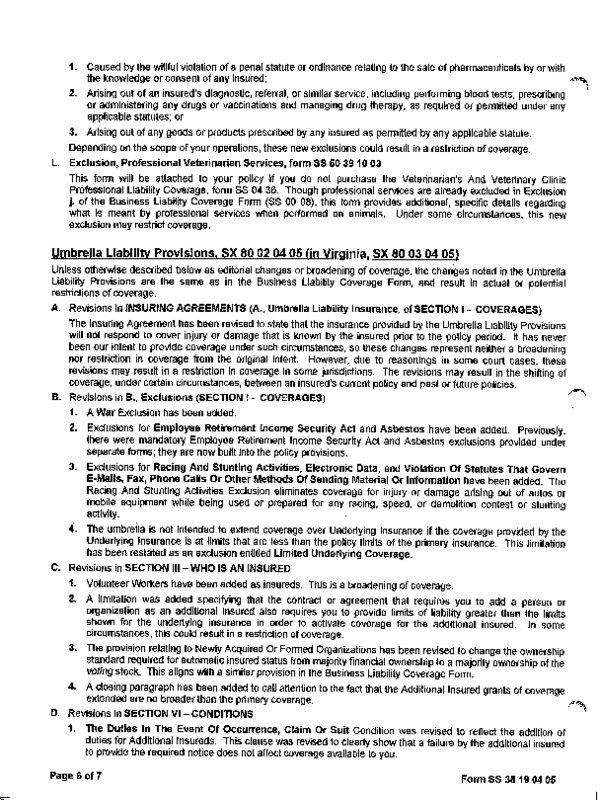 1. Caused by the willful violation of a penal statute or ordinance relating to the sale of pharmaceuticals by or with
the knowledge or consent of any insured;
2. Arising out of an insured's diagnostic, referral, or similar service, including performing blood tests, prescribing
or administering any drugs or vaccinations and managing drug therapy, as required or permitted under any
applicable statutes; or
3. Arising out of any goods or products prescribed by any insured as permitted by any applicable statute.
Depending on the scope of your operations, these new exclusions could result in a restriction of coverage.
L. Exclusion, Professional Veterinarian Services, form SS 50 39 10 03
This form will be attached to your policy if you do not purchase the Veterinarian's And Veterinary Clinic
Professional Liability Coverage, form SS 04 36. Though professional services are already excluded in Exclusion
j. of the Business Liability Coverage Form (SS 00 08), this form provides additional, specific details regarding
what is meant by professional services when performed on animals. Under some circumstances, this new
exclusion may restrict coverage.
Umbrella Liability Provisions, SX 80 02 04 05 (in Virginia, SX 80 03 04 05)
Unless otherwise described below as editorial changes or broadening of coverage, the changes noted in the Umbrella
Liability Provisions are the same as in the Business Liability Coverage Form, and result in actual or potential
restrictions of coverage.
A. Revisions in INSURING AGREEMENTS (A., Umbrella Liability Insurance, of SECTION I – COVERAGES)
The Insuring Agreement has been revised to state that the insurance provided by the Umbrella Liability Provisions
will not respond to cover injury or damage that is known by the insured prior to the policy period. It has never
been our intent to provide coverage under such circumstances, so these changes represent neither a broadening
nor restriction in coverage from the original intent. However, due to reasonings in some court cases, these
revisions may result in a restriction in coverage in some jurisdictions. The revisions may result in the shifting of
coverage, under certain circumstances, between an insured's current policy and past or future policies.
B. Revisions in B., Exclusions (SECTION I - COVERAGES)
1. A War Exclusion has been added.
2. Exclusions for Employee Retirement Income Security Act and Asbestos have been added. Previously,
there were mandatory Employee Retirement Income Security Act and Asbestos exclusions provided under
separate forms; they are now built into the policy provisions.
3. Exclusions for Racing And Stunting Activities, Electronic Data, and Violation Of Statutes That Govern
E-Mails, Fax, Phone Calls Or Other Methods Of Sending Material Or Information have been added. The
Racing And Stunting Activities Exclusion eliminates coverage for injury or damage arising out of autos or
mobile equipment while being used or prepared for any racing, speed, or demolition contest or stunting
activity.
4. The umbrella is not intended to extend coverage over Underlying Insurance if the coverage provided by the
Underlying Insurance is at limits that are less than the policy limits of the primary insurance. This limitation
has been restated as an exclusion entitled Limited Underlying Coverage.
C. Revisions in SECTION III – WHO IS AN INSURED
1. Volunteer Workers have been added as insureds. This is a broadening of coverage.
2. A limitation was added specifying that the contract or agreement that requires you to add a person or
organization as an additional insured also requires you to provide limits of liability greater than the limits
shown for the underlying insurance in order to activate coverage for the additional insured. In some
circumstances, this could result in a restriction of coverage.
3. The provision relating to Newly Acquired Or Formed Organizations has been revised to change the ownership
standard required for automatic insured status from majority financial ownership to a majority ownership of the
voting stock. This aligns with a similar provision in the Business Liability Coverage Form.
4. A closing paragraph has been added to call attention to the fact that the Additional Insured grants of coverage
extended are no broader than the primary coverage.
D. Revisions in SECTION VI – CONDITIONS
1. The Duties In The Event Of Occurrence, Claim Or Suit Condition was revised to reflect the addition of
duties for Additional Insureds. This clause was revised to clearly show that a failure by the additional insured
to provide the required notice does not affect coverage available to you.
Page 6 of 7
Form SS 38 19 04 05